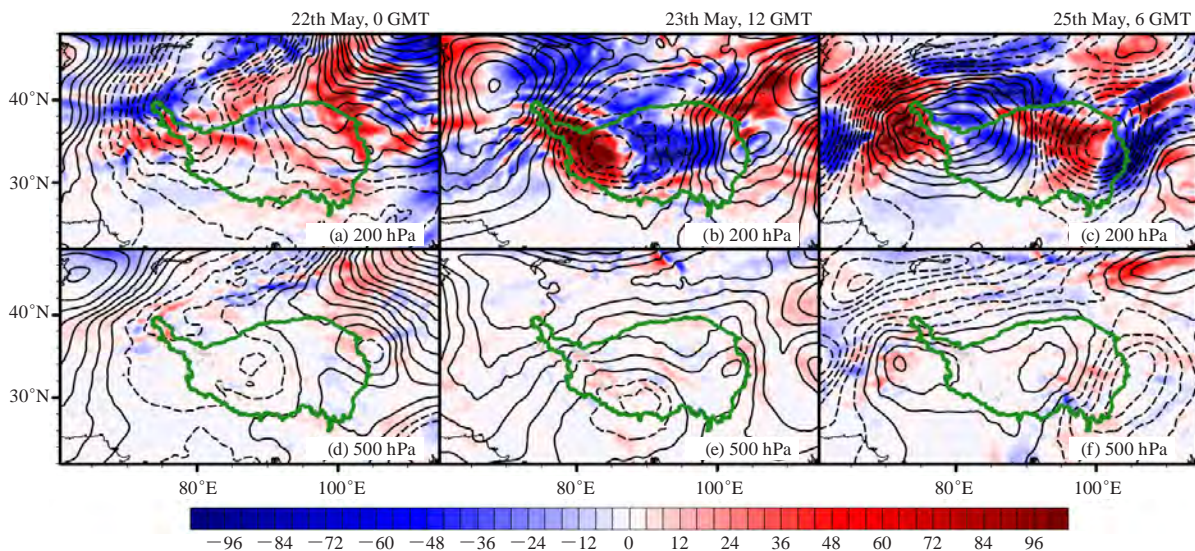 22th May, 0 GMT
23th May, 12 GMT
25th May, 6 GMT
40°N
30°N
(a) 200 hPa
(b) 200 hPa
(c) 200 hPa
40°N
30°N
(d) 500 hPa
(e) 500 hPa
(f) 500 hPa
80°E 100°E 80°E 100°E 80°E 100°E
−96 −84 −72 −60 −48 −36 −24 −12 0 12 24 36 48 60 72 84 96